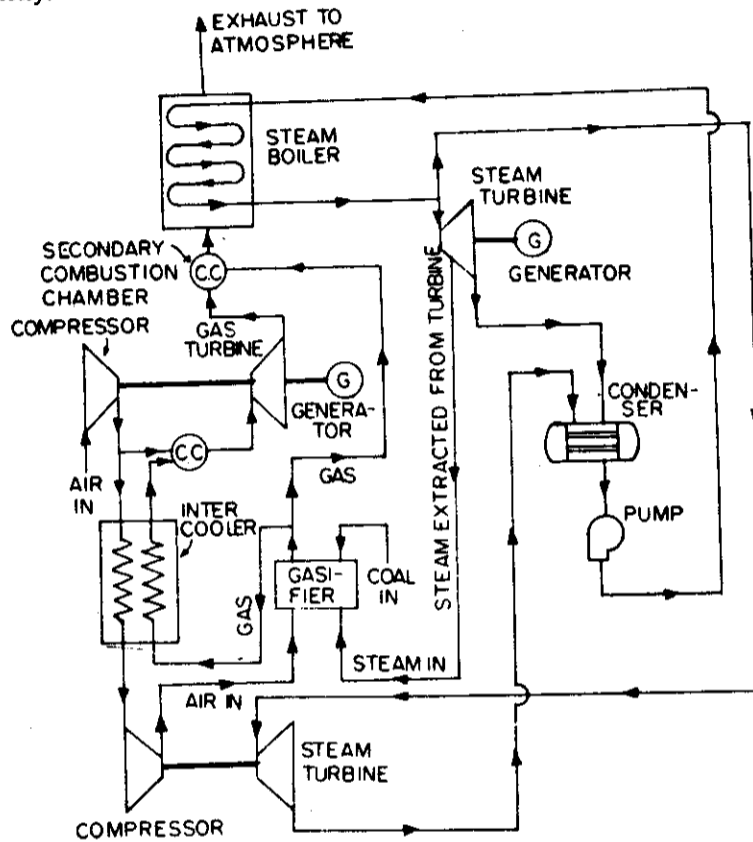 EXHAUST TO
ATMOSPHERE
STEAM
BOILER
STEAM
TURBINE
G
GENERATOR
SECONDARY
COMBUSTION
CHAMBER
C.C
COMPRESSOR
GAS
TURBINE
G
GENERA-
TOR
STEAM EXTRACTED FROM TURBINE
CONDEN-
SER
CC
AIR
IN
GAS
INTER
COOLER
PUMP
GASI-
FIER
COAL
IN
GAS
STEAM IN
AIR IN
STEAM
TURBINE
COMPRESSOR